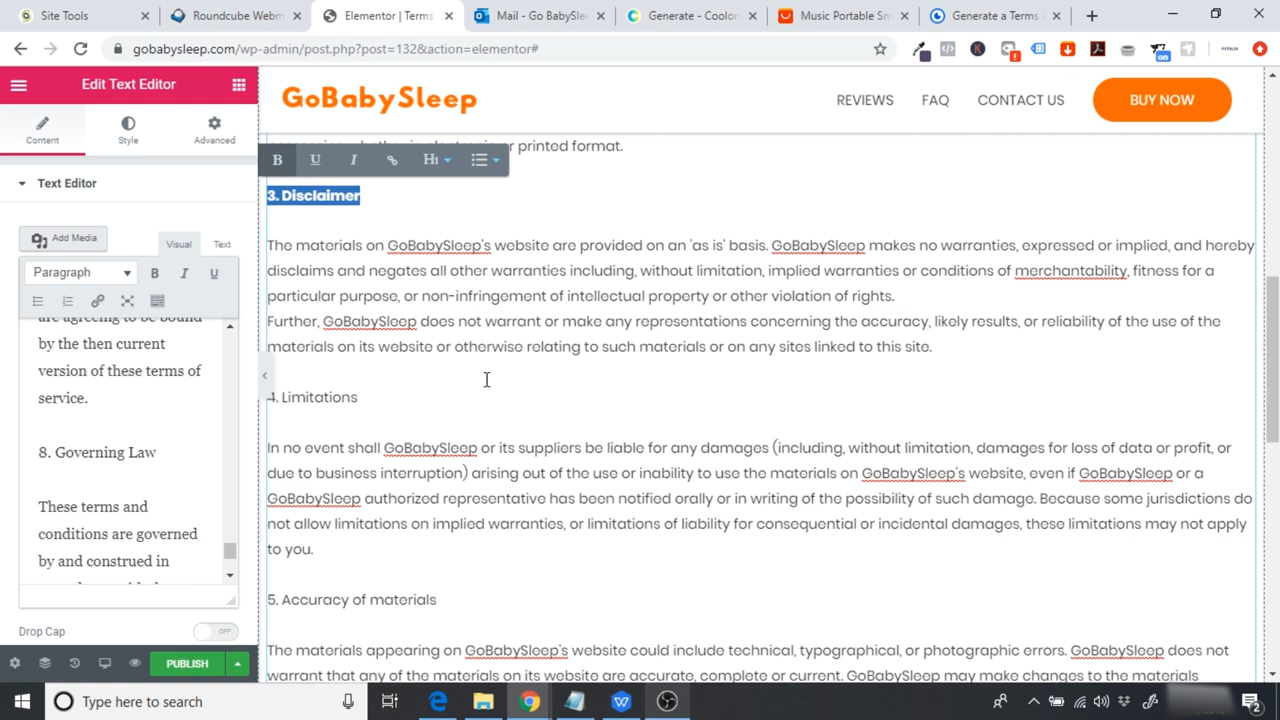 Site Tools
Roundcube Webm
Elementor | Terms
Mail - Go BabySle
Generate - Coolor
Music Portable Sm
Generate a Terms
gobabysleep.com/wp-admin/post.php?post=132&action=elementor#
on
Edit Text Editor
Content
Style
Advanced
Text Editor
Add Media
Visual
Text
Paragraph
B
I
U
are agreeing to be bound
by the then current
version of these terms of
service.
8. Governing Law
These terms and
conditions are governed
by and construed in
Drop Cap
OFF
PUBLISH
GoBabySleep
REVIEWS
FAQ
CONTACT US
BUY NOW
r printed format.
B
U
I
H1
3. Disclaimer
The materials on GoBabySleep's website are provided on an 'as is' basis. GoBabySleep makes no warranties, expressed or implied, and hereby
disclaims and negates all other warranties including, without limitation, implied warranties or conditions of merchantability, fitness for a
particular purpose, or non-infringement of intellectual property or other violation of rights.
Further, GoBabySleep does not warrant or make any representations concerning the accuracy, likely results, or reliability of the use of the
materials on its website or otherwise relating to such materials or on any sites linked to this site.
4. Limitations
In no event shall GoBabySleep or its suppliers be liable for any damages (including, without limitation, damages for loss of data or profit, or
due to business interruption) arising out of the use or inability to use the materials on GoBabySleep's website, even if GoBabySleep or a
GoBabySleep authorized representative has been notified orally or in writing of the possibility of such damage. Because some jurisdictions do
not allow limitations on implied warranties, or limitations of liability for consequential or incidental damages, these limitations may not apply
to you.
5. Accuracy of materials
The materials appearing on GoBabySleep's website could include technical, typographical, or photographic errors. GoBabySleep does not
warrant that any of the materials on its website are accurate, complete or current. GoBabySleep may make changes to the materials
Type here to search
2